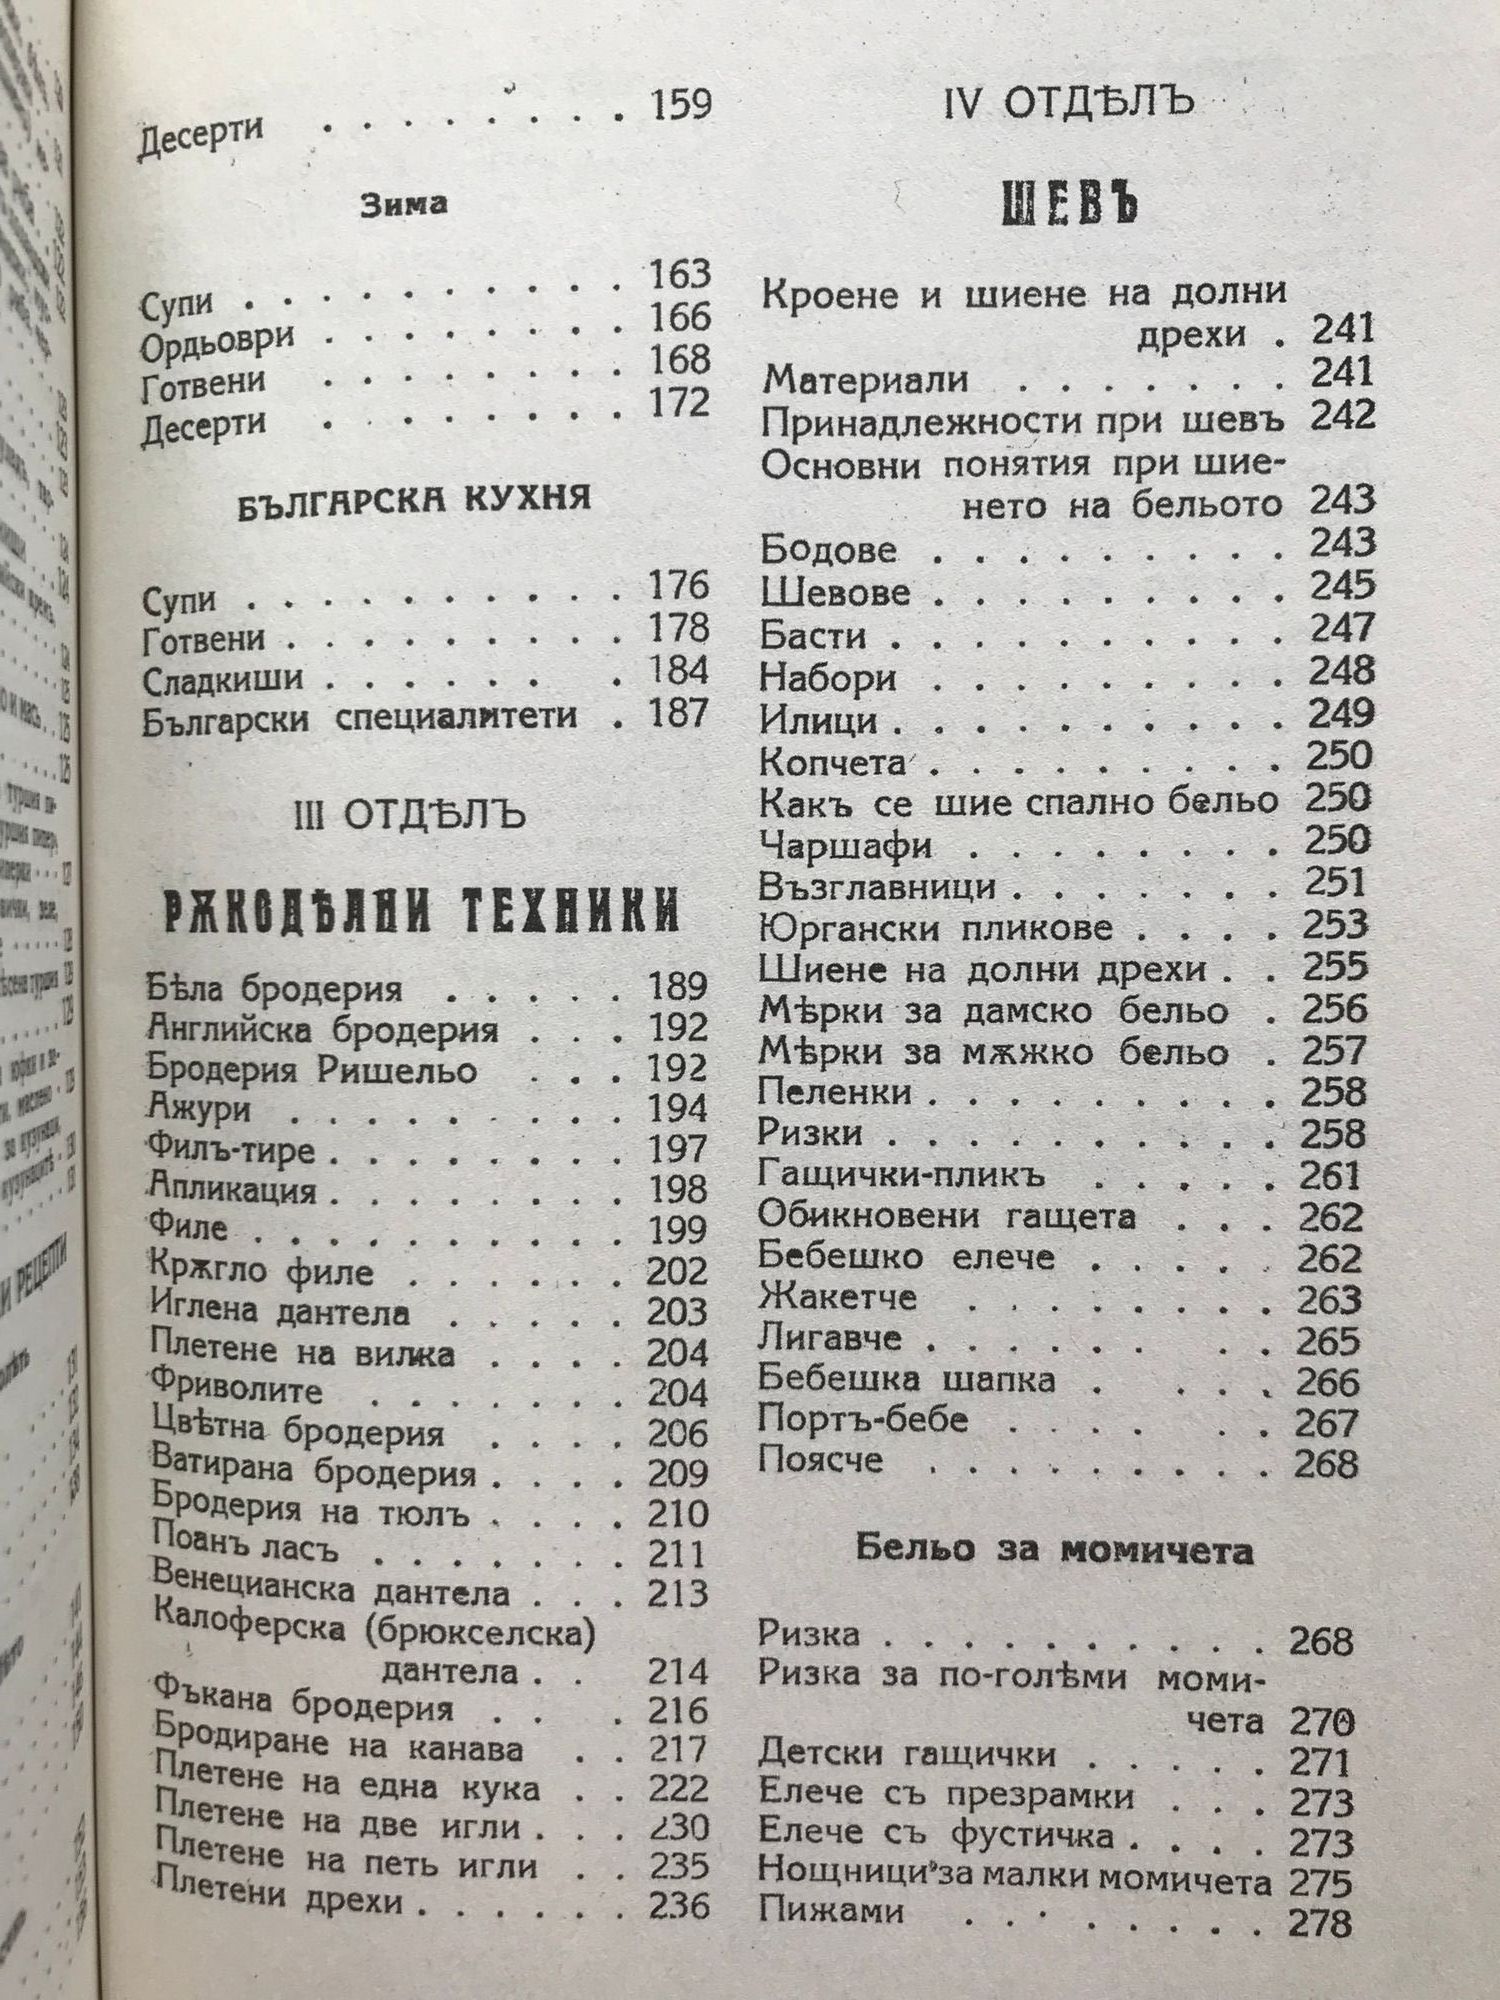 Десерти . . . . . . . . 159
Зима
Супи . . . . . . . . . . 163
Ордьоври . . . . . . . . 166
Готвени . . . . . . . . 168
Десерти . . . . . . . . 172
БЪЛГАРСКА КУХНЯ
Супи . . . . . . . . . . 176
Готвени . . . . . . . . . 178
Сладкиши . . . . . . . 184
Български специалитети . 187
III ОТДѢЛЪ
РѪКОДѢЛНИ ТЕХНИКИ
Бѣла бродерия . . . . . 189
Английска бродерия . . . 192
Бродерия Ришельо . . . 192
Ажури . . . . . . . . 194
Филъ-тире . . . . . . . . 197
Апликация . . . . . . . . 198
Филе . . . . . . . . . . 199
Крѫгло филе . . . . . . 202
Иглена дантела . . . . . 203
Плетене на вилка . . . . 204
Фриволите . . . . . . . 204
Цвѣтна бродерия . . . . 206
Ватирана бродерия . . . . 209
Бродерия на тюлъ . . . . 210
Поанъ ласъ . . . . . . . 211
Венецианска дантела . . . 213
Калоферска (брюкселска)
дантела . . 214
Фъкана бродерия . . . 216
Бродиране на канава . . 217
Плетене на една кука . . 222
Плетене на две игли . . . 230
Плетене на петь игли . . 235
Плетени дрехи . . . . . . 236
IV ОТДѢЛЪ
ШЕВЪ
Кроене и шиене на долни
дрехи . 241
Материали . . . . . . . 241
Принадлежности при шевъ 242
Основни понятия при шие-
нето на бельото 243
Бодове . . . . . . . . . 243
Шевове . . . . . . . . . 245
Басти . . . . . . . . . . 247
Набори . . . . . . . . . 248
Илици . . . . . . . . . . 249
Копчета . . . . . . . . . 250
Какъ се шие спално бельо 250
Чаршафи . . . . . . . . 250
Възглавници . . . . . . . 251
Юргански пликове . . . . 253
Шиене на долни дрехи . . 255
Мѣрки за дамско бельо . 256
Мѣрки за мѫжко бельо . 257
Пеленки . . . . . . . . . 258
Ризки . . . . . . . . . . 258
Гащички-пликъ . . . . . 261
Обикновени гащета . . . 262
Бебешко елече . . . . . 262
Жакетче . . . . . . . . 263
Лигавче . . . . . . . 265
Бебешка шапка . . . . 266
Портъ-бебе . . . . . . 267
Поясче . . . . . . . . . 268
Бельо за момичета
Ризка . . . . . . . . . . 268
Ризка за по-голѣми моми-
чета 270
Детски гащички . . . . . 271
Елече съ презрамки . . . 273
Елече съ фустичка . . . . 273
Нощници за малки момичета 275
Пижами . . . . . . . . 278